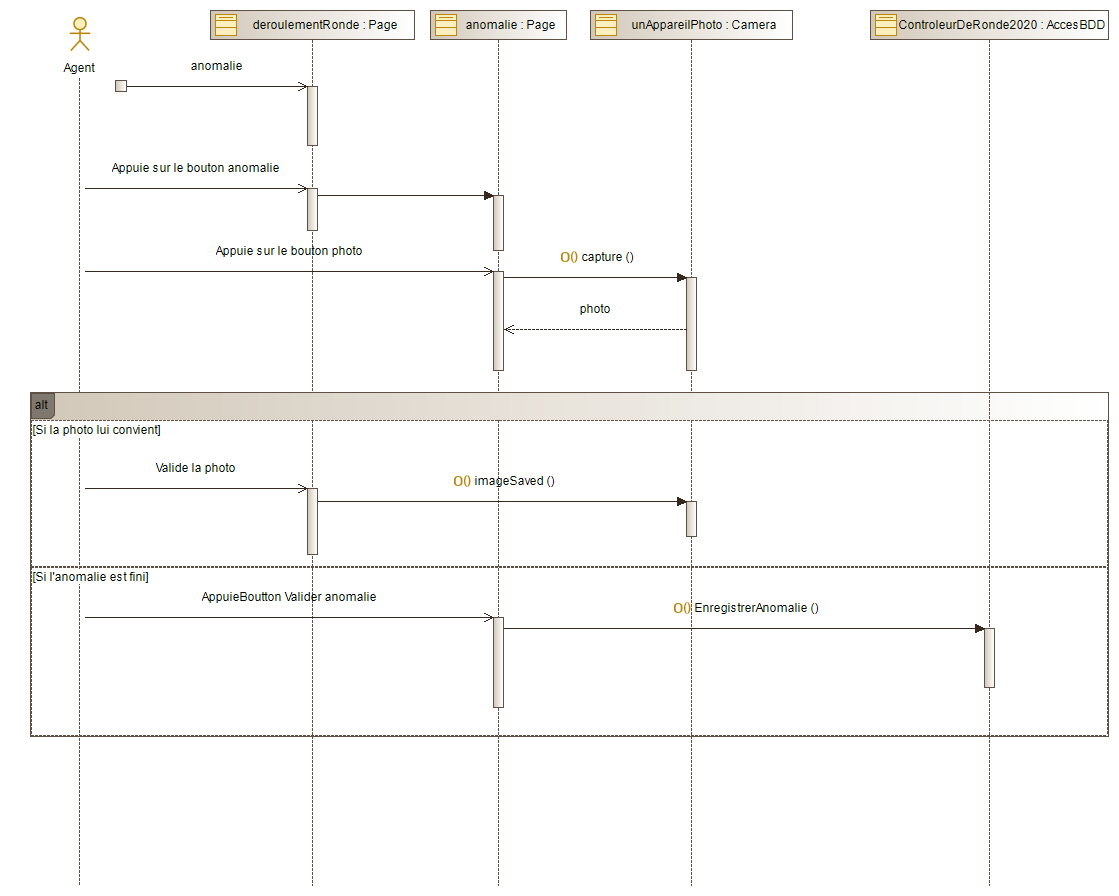 deroulementRonde : Page
anomalie : Page
unAppareilPhoto : Camera
ControleurDeRonde2020 : AccesBDD
Agent
anomalie
Appuie sur le bouton anomalie
Appuie sur le bouton photo
O() capture ()
photo
alt
[Si la photo lui convient]
Valide la photo
O() imageSaved ()
[Si l'anomalie est fini]
AppuieBoutton Valider anomalie
O() EnregistrerAnomalie ()